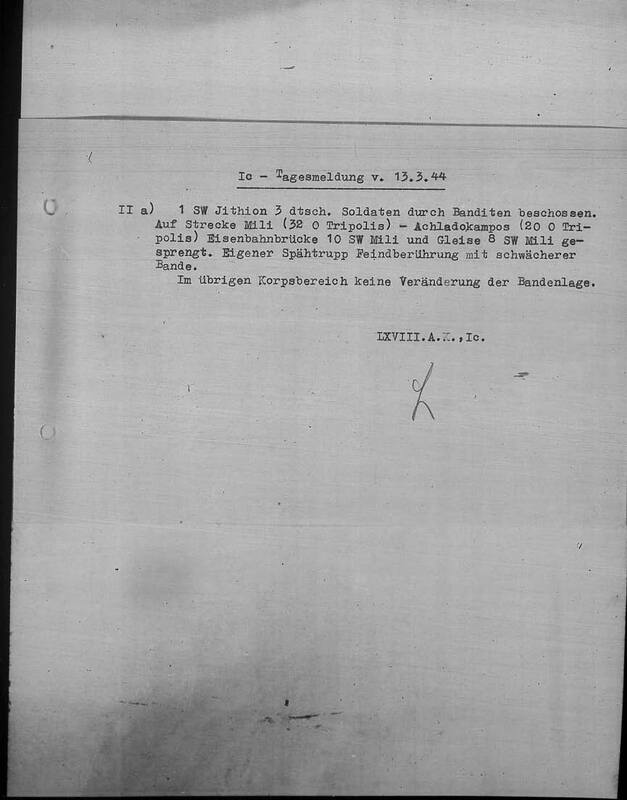 Ic - Tagesmeldung v. 13.3.44
II a) 1 SW Jithion 3 dtsch. Soldaten durch Banditen beschossen.
Auf Strecke Mili (32 O Tripolis) - Achladokampos (20 O Tri-
polis) Eisenbahnbrücke 10 SW Mili und Gleise 8 SW Mili ge-
sprengt. Eigener Spähtrupp Feindberührung mit schwächerer
Bande.
Im übrigen Korpsbereich keine Veränderung der Bandenlage.
LXVIII.A.K.,Ic.